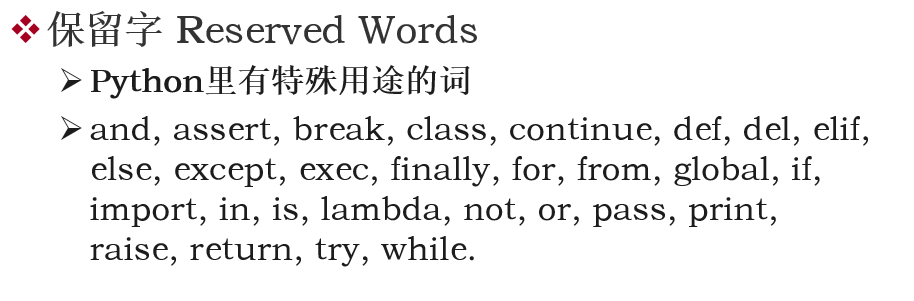 保留字 Reserved Words
Python里有特殊用途的词
and, assert, break, class, continue, def, del, elif,
else, except, exec, finally, for, from, global, if,
import, in, is, lambda, not, or, pass, print,
raise, return, try, while.